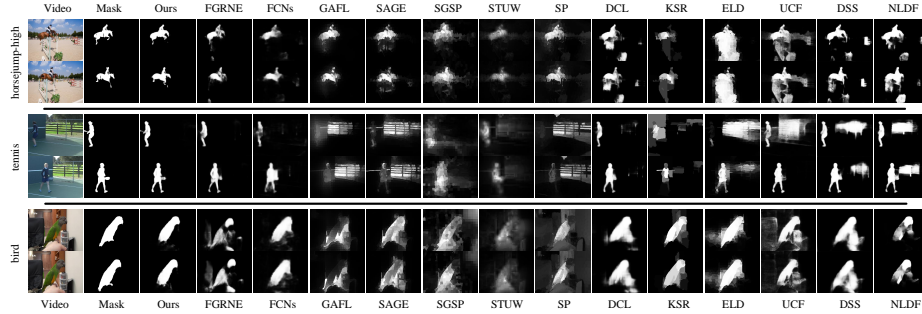 Video Mask Ours FGRNE FCNs GAFL SAGE SGSP STUW SP DCL KSR ELD UCF DSS NLDF
horsejump-high
tennis
bird
Video Mask Ours FGRNE FCNs GAFL SAGE SGSP STUW SP DCL KSR ELD UCF DSS NLDF